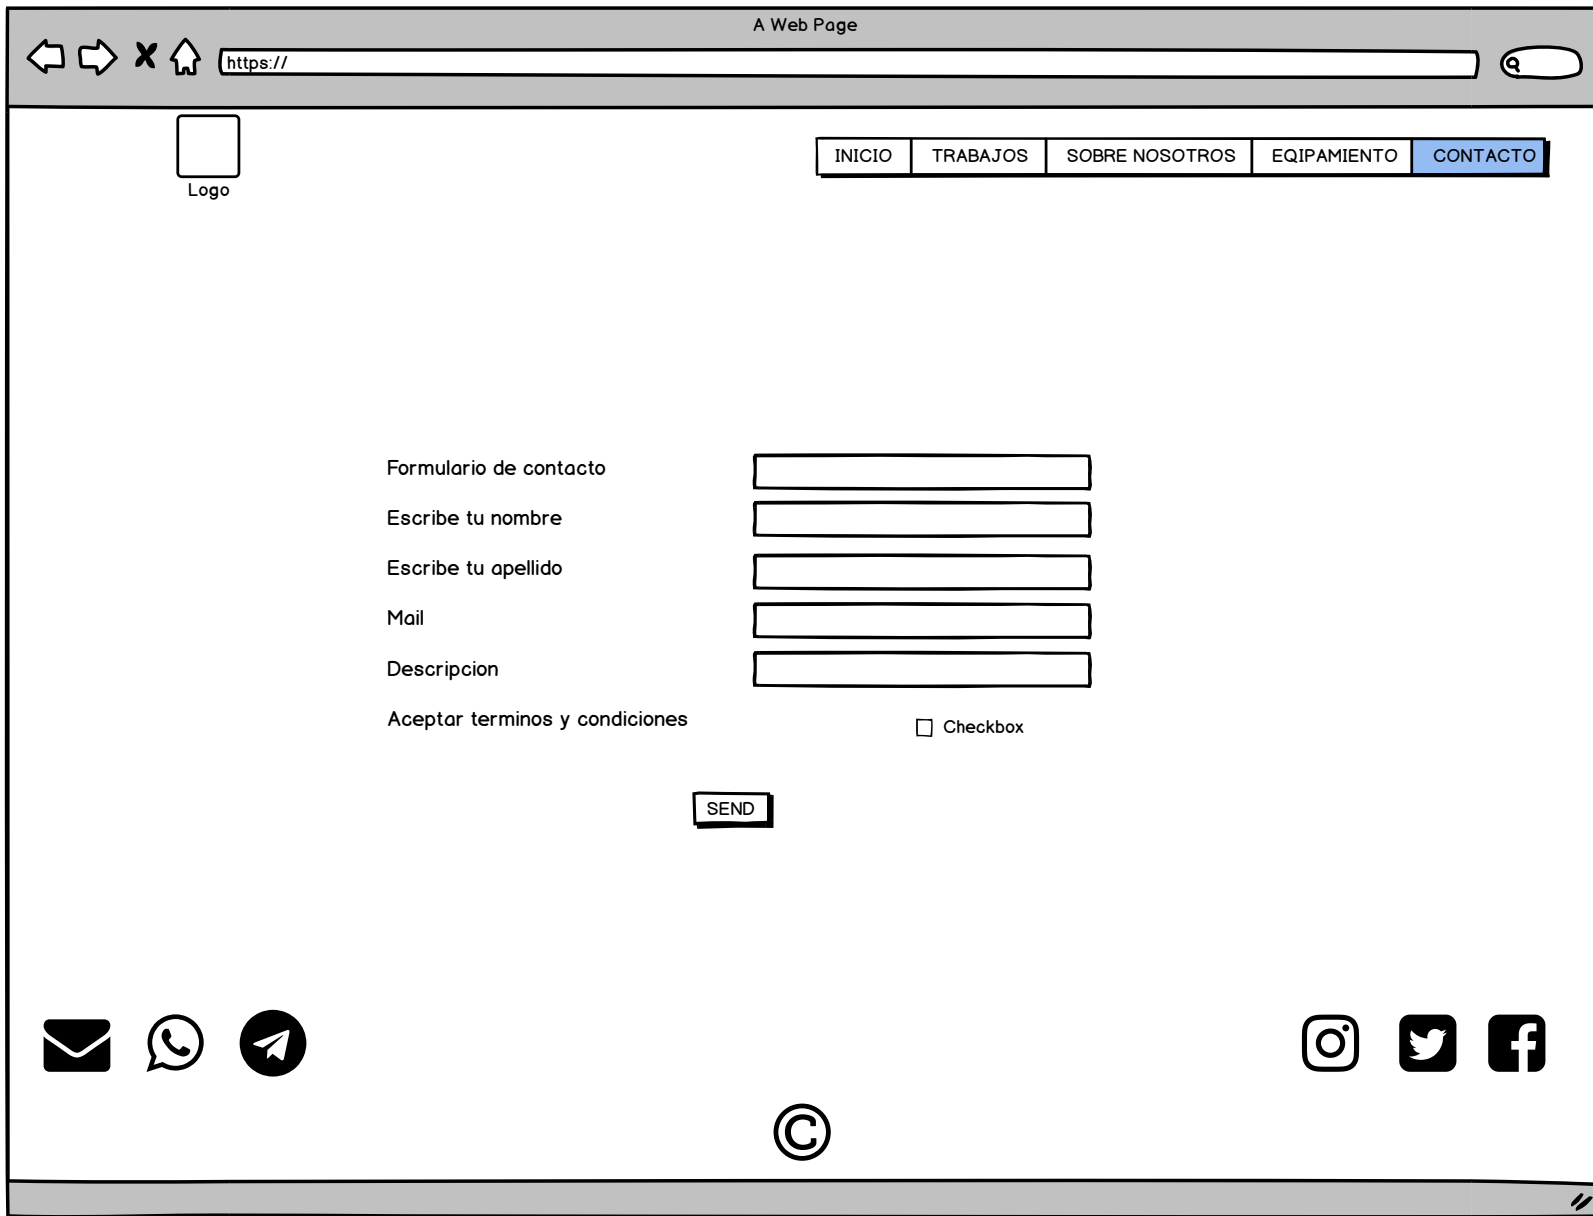 A Web Page
https://
Logo
INICIO TRABAJOS SOBRE NOSOTROS EQIPAMIENTO CONTACTO
Formulario de contacto
Escribe tu nombre
Escribe tu apellido
Mail
Descripcion
Aceptar terminos y condiciones
Checkbox
SEND
©